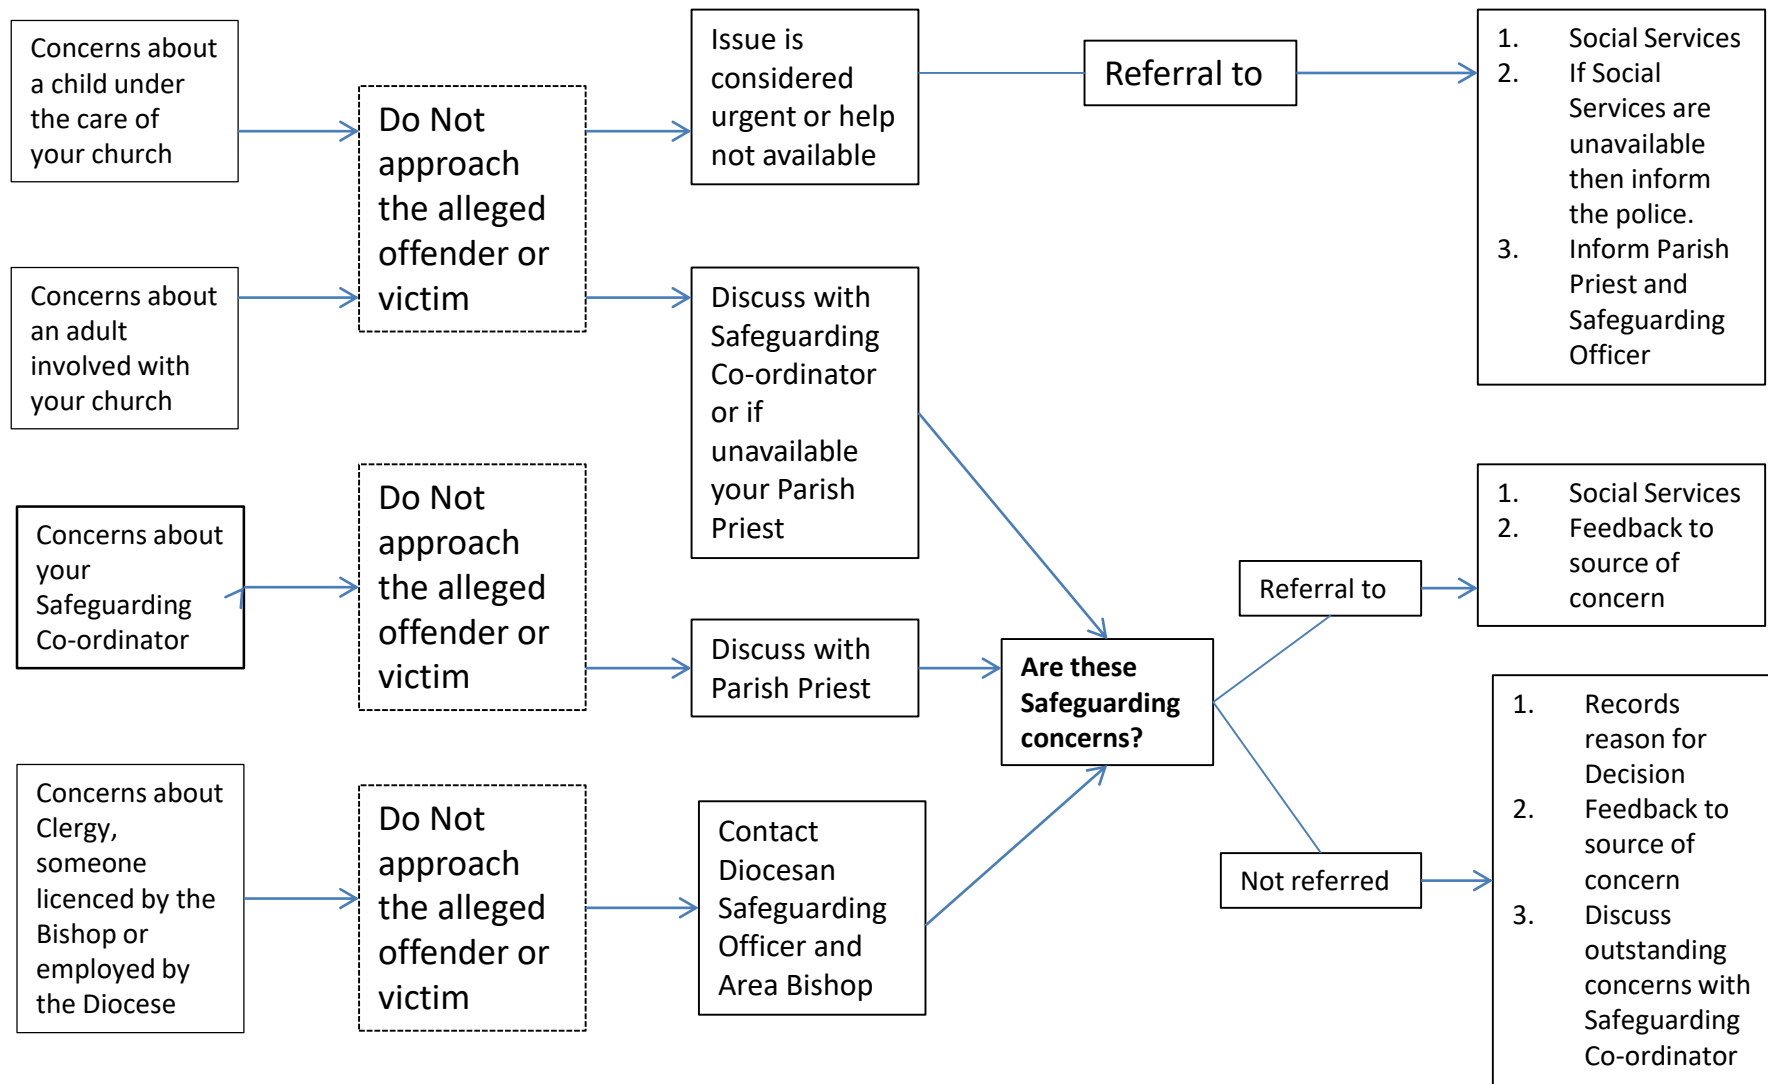 Concerns about
a child under
the care of
your church
Concerns about
an adult
involved with
your church
Concerns about
your
Safeguarding
Co-ordinator
Concerns about
Clergy,
someone
licenced by the
Bishop or
employed by
the Diocese
Do Not
approach
the alleged
offender or
victim
Do Not
approach
the alleged
offender or
victim
Do Not
approach
the alleged
offender or
victim
Issue is
considered
urgent or help
not available
Discuss with
Safeguarding
Co-ordinator
or if
unavailable
your Parish
Priest
Discuss with
Parish Priest
Contact
Diocesan
Safeguarding
Officer and
Area Bishop
Are these
Safeguarding
concerns?
Referral to
Referral to
Not referred
1. Social Services
2. If Social
Services are
unavailable
then inform
the police.
3. Inform Parish
Priest and
Safeguarding
Officer
1. Social Services
2. Feedback to
source of
concern
1. Records
reason for
Decision
2. Feedback to
source of
concern
3. Discuss
outstanding
concerns with
Safeguarding
Co-ordinator